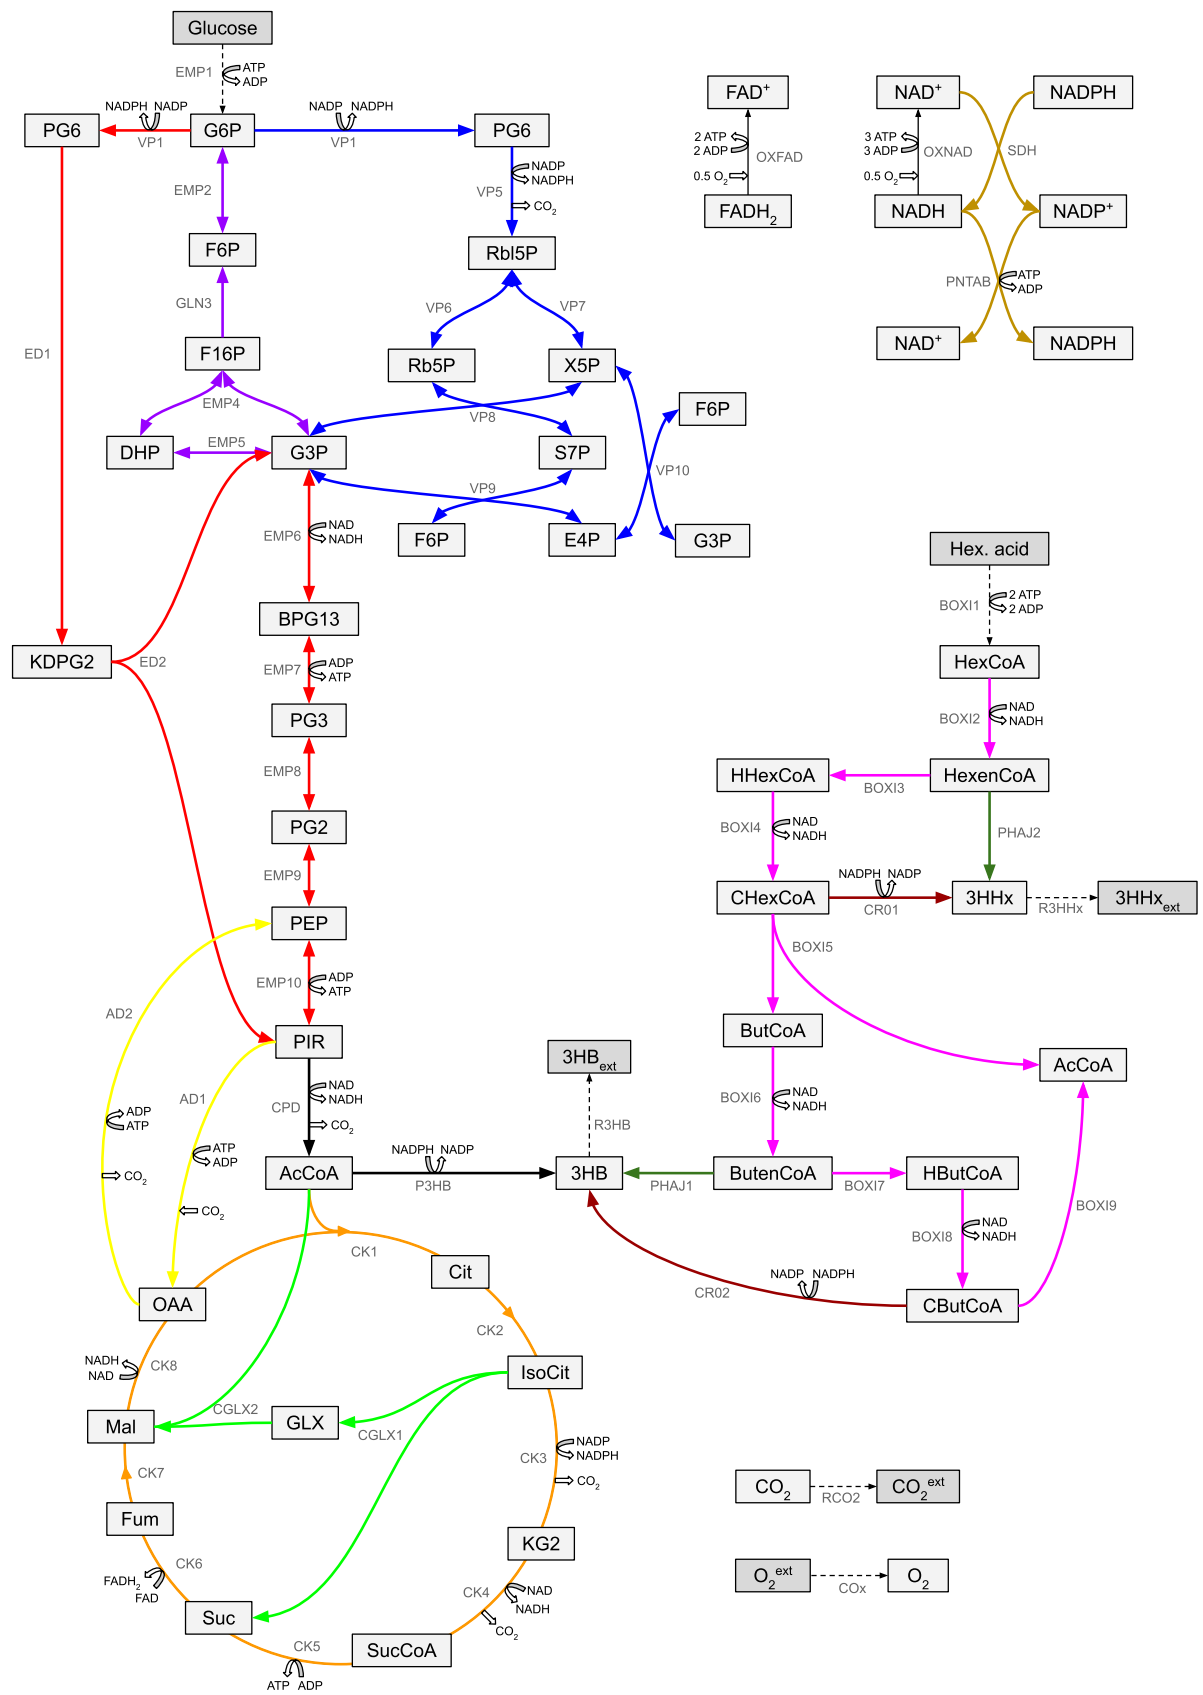 Glucose
EMP1
ATP
ADP
FAD+
NAD+
NADPH
NADPH NADP
NADP NADPH
PG6
G6P
PG6
VP1
VP1
2 ATP
2 ADP
OXFAD
3 ATP
3 ADP
OXNAD
SDH
NADP
NADPH
EMP2
VP5
0.5 O2
0.5 O2
CO2
FADH2
NADH
NADP+
F6P
Rbl5P
PNTAB
ATP
ADP
GLN3
VP6
VP7
ED1
F16P
Rb5P
X5P
NAD+
NADPH
EMP4
VP8
F6P
EMP5
DHP
G3P
S7P
VP10
VP9
EMP6
NAD
NADH
F6P
E4P
G3P
Hex. acid
BOXI1
2 ATP
2 ADP
BPG13
KDPG2
ED2
EMP7
ADP
ATP
HexCoA
PG3
BOXI2
NAD
NADH
EMP8
HHexCoA
HexenCoA
BOXI3
PG2
BOXI4
NAD
NADH
PHAJ2
EMP9
NADPH NADP
CHexCoA
3HHx
3HHxext
CR01
R3HHx
PEP
BOXI5
EMP10
ADP
ATP
AD2
PIR
ButCoA
3HBext
AcCoA
NAD
NADH
CPD
AD1
BOXI6
NAD
NADH
ADP
ATP
CO2
R3HB
ATP
ADP
NADPH NADP
CO2
AcCoA
3HB
ButenCoA
HButCoA
P3HB
PHAJ1
BOXI7
BOXI9
CO2
NAD
NADH
BOXI8
CK1
Cit
NADP NADPH
CR02
CButCoA
OAA
CK2
NADH
NAD
CK8
IsoCit
CGLX2
Mal
GLX
CGLX1
CK3
NADP
NADPH
CK7
CO2
CO2
CO2ext
RCO2
Fum
KG2
CK6
FADH2
FAD
CK4
NAD
NADH
O2ext
O2
COx
Suc
CO2
CK5
SucCoA
ATP ADP